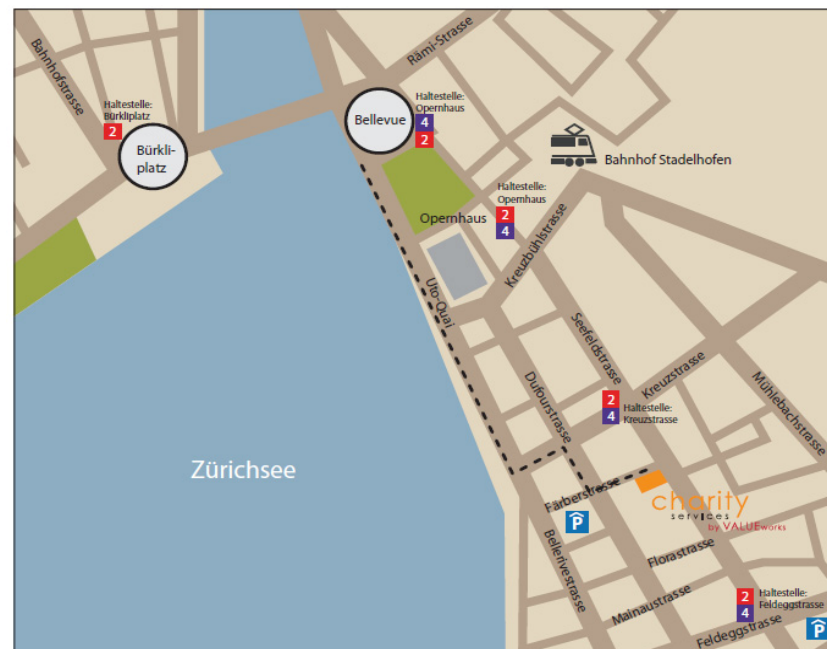 Bahnhofstrasse
Haltestelle:
Bürkliplatz
2
Bürkli-
platz
Rämi-Strasse
Bellevue
Haltestelle:
Opernhaus
4
2
Bahnhof Stadelhofen
Haltestelle:
Opernhaus
2
4
Opernhaus
Kreuzbühlstrasse
Uto-Quai
Seefeldstrasse
Dufourstrasse
Kreuzstrasse
Mühlebachstrasse
2
4
Haltestelle:
Kreuzstrasse
Zürichsee
Färberstrasse
P
charity
services
by VALUEworks
Bellerivestrasse
Florastrasse
Mainaustrasse
2
4
Haltestelle:
Feldeggstrasse
Feldeggstrasse
P